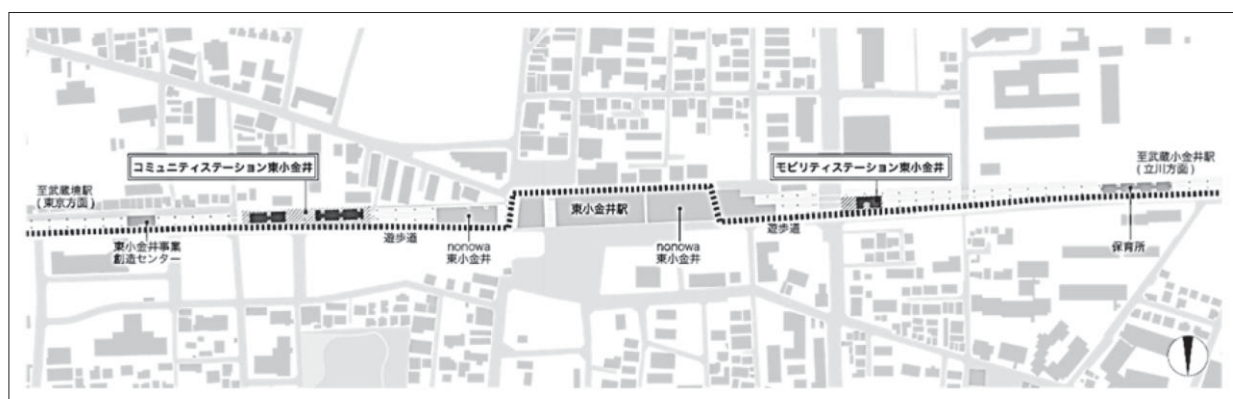 コミュニティステーション東小金井
モビリティステーション東小金井
至武蔵境駅
(東京方面)
至武蔵小金井駅
(立川方面)
東小金井駅
東小金井事業
創造センター
遊歩道
nonowa
東小金井
nonowa
東小金井
遊歩道
保育所